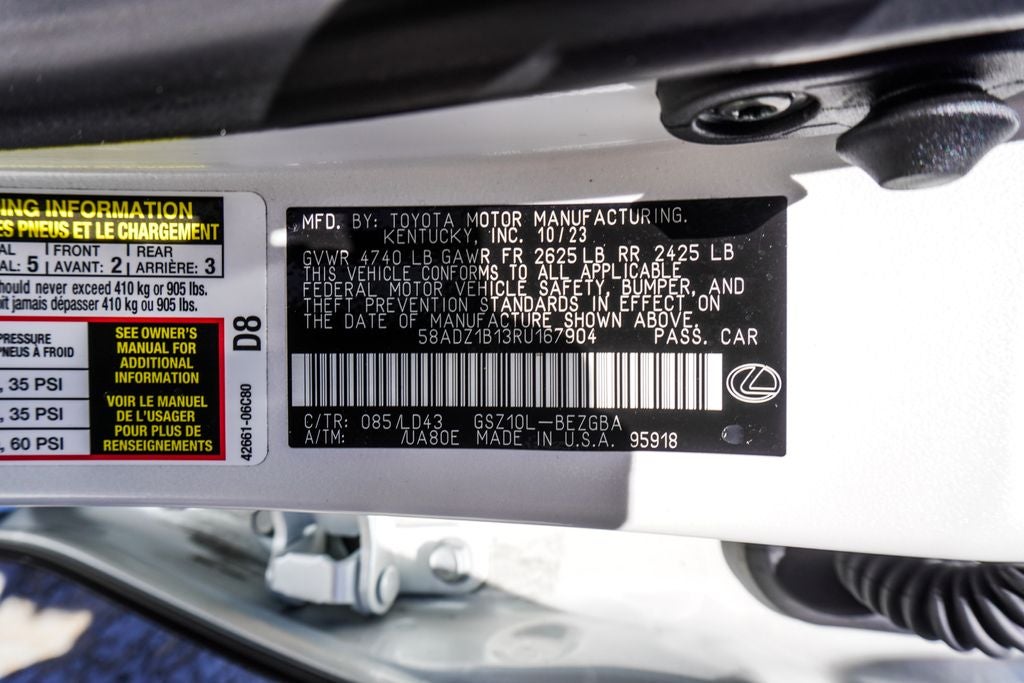 ING INFORMATION
ES PNEUS ET LE CHARGEMENT
AL FRONT REAR
AL: 5 AVANT: 2 ARRIÈRE: 3
hould never exceed 410 kg or 905 lbs.
it jamais dépasser 410 kg ou 905 lbs.
PRESSURE
PNEUS À FROID
, 35 PSI
, 35 PSI
, 60 PSI
SEE OWNER'S
MANUAL FOR
ADDITIONAL
INFORMATION
VOIR LE MANUEL
DE L'USAGER
POUR PLUS DE
RENSEIGNEMENTS
D8
42661-06C80
MFD. BY: TOYOTA MOTOR MANUFACTURING.
KENTUCKY, INC. 10/23
GVWR 4740 LB GAWR FR 2625 LB RR 2425 LB
THIS VEHICLE CONFORMS TO ALL APPLICABLE
FEDERAL MOTOR VEHICLE SAFETY, BUMPER, AND
THEFT PREVENTION STANDARDS IN EFFECT ON
THE DATE OF MANUFACTURE SHOWN ABOVE.
58ADZ1B13RU167904 PASS. CAR
C/TR: 085/LD43 GSZ10L-BEZGBA
A/TM: /UA80E MADE IN U.S.A. 95918